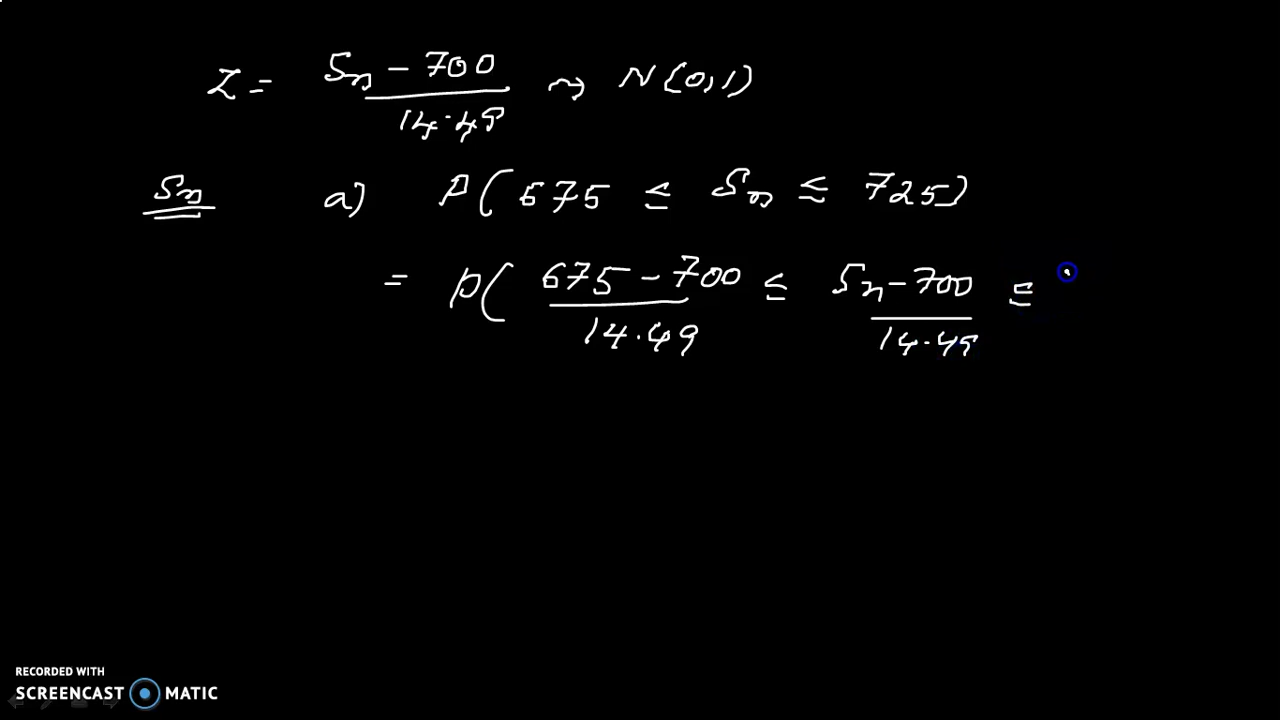 Z = Sn - 700 / 14.49 ~> N(0,1)
Sn a) P( 675 ≤ Sn ≤ 725)
= P( 675 - 700 / 14.49 ≤ Sn - 700 / 14.49 ≤
RECORDED WITH
SCREENCAST MATIC